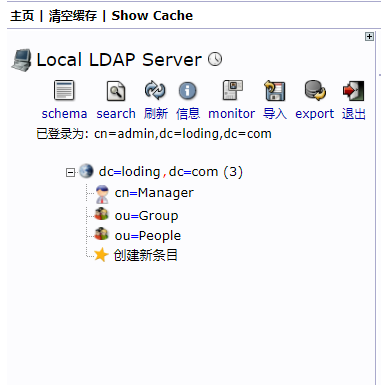 主页 | 清空缓存 | Show Cache
Local LDAP Server
schema search 刷新 信息 monitor 导入 export 退出
已登录为: cn=admin,dc=loding,dc=com
dc=loding,dc=com (3)
cn=Manager
ou=Group
ou=People
创建新条目